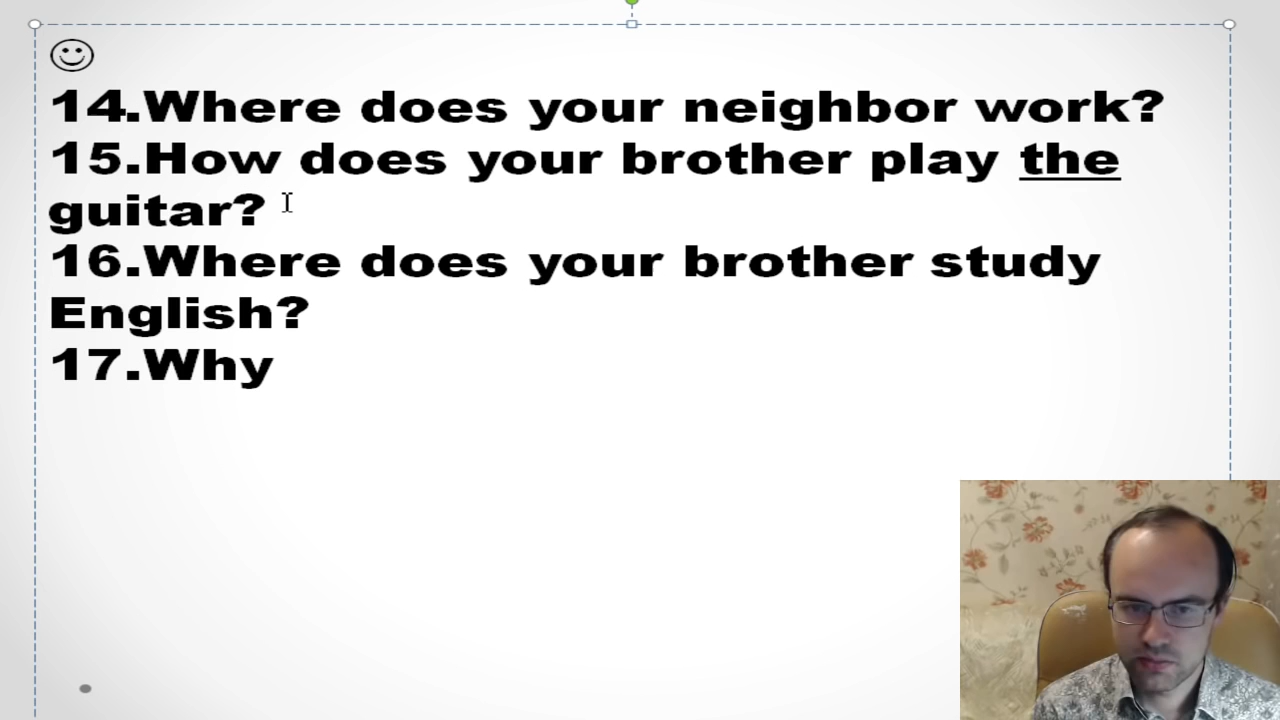 14.Where does your neighbor work?
15.How does your brother play the
guitar?
16.Where does your brother study
English?
17.Why